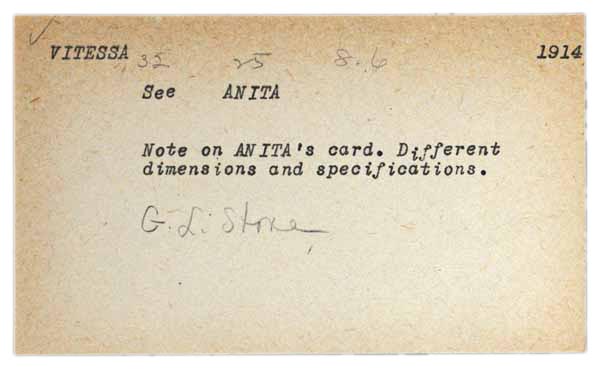 ✓
VITESSA 32 25 8.6 1914
See ANITA
Note on ANITA's card. Different
dimensions and specifications.
G. L. Stone